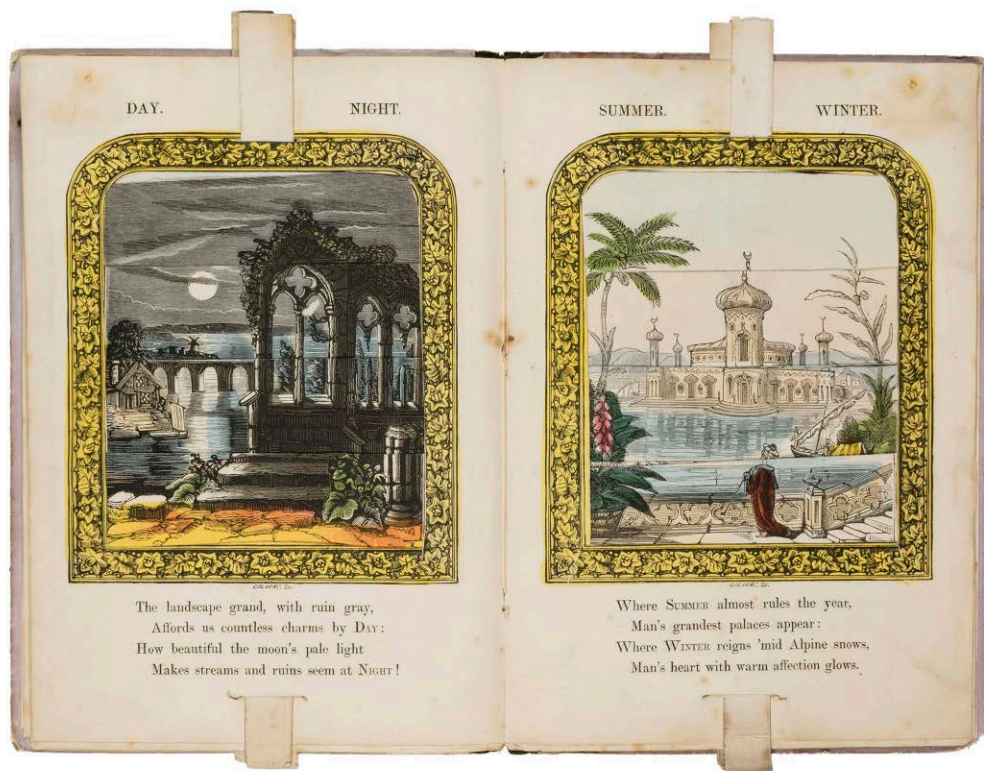 DAY. NIGHT.
The landscape grand, with ruin gray,
Affords us countless charms by DAY:
How beautiful the moon's pale light
Makes streams and ruins seem at NIGHT!
SUMMER. WINTER.
Where SUMMER almost rules the year,
Man's grandest palaces appear:
Where WINTER reigns 'mid Alpine snows,
Man's heart with warm affection glows.